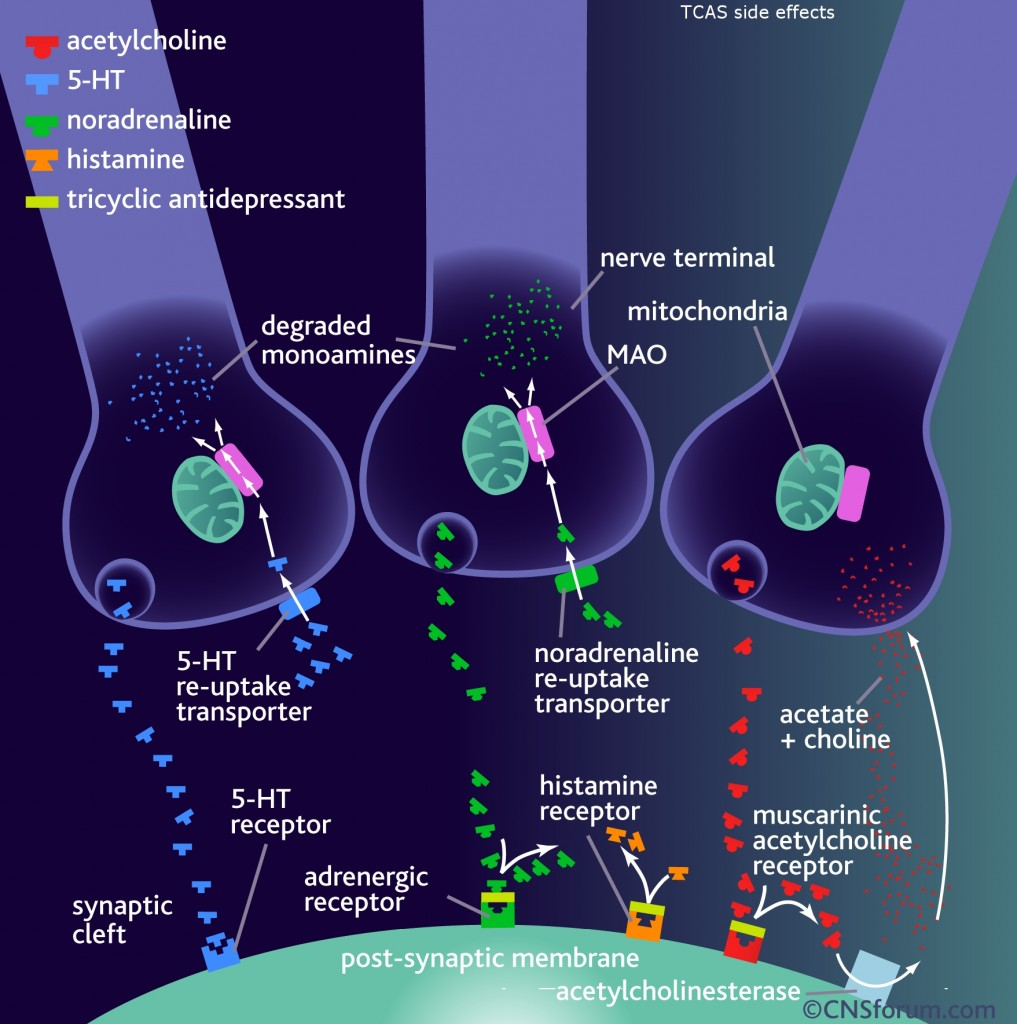 TCAS side effects
acetylcholine
5-HT
noradrenaline
histamine
tricyclic antidepressant
nerve terminal
mitochondria
degraded
monoamines
MAO
5-HT
re-uptake
transporter
noradrenaline
re-uptake
transporter
acetate
+ choline
5-HT
receptor
histamine
receptor
muscarinic
acetylcholine
receptor
adrenergic
receptor
synaptic
cleft
post-synaptic membrane
acetylcholinesterase
©CNSforum.com